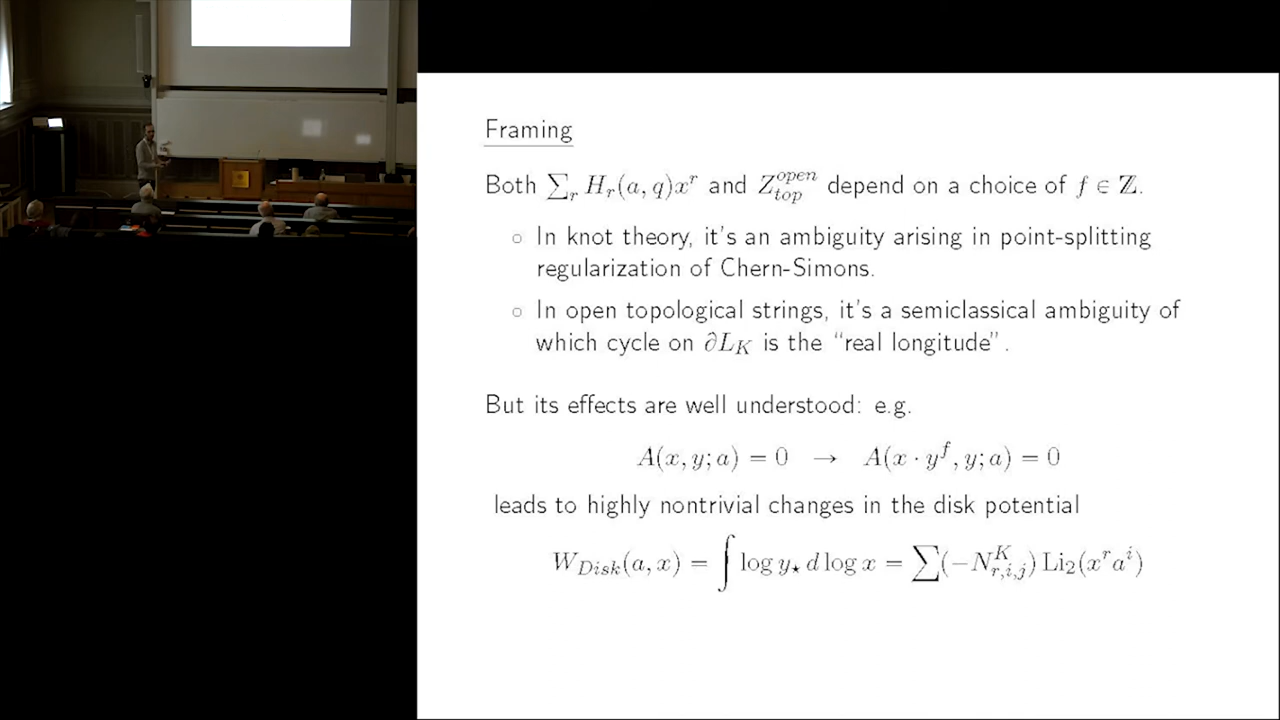 Framing
Both ∑_r H_r(a, q)x^r and Z_{top}^{open} depend on a choice of f ∈ ℤ.
○ In knot theory, it's an ambiguity arising in point-splitting
regularization of Chern-Simons.
○ In open topological strings, it's a semiclassical ambiguity of
which cycle on ∂L_K is the “real longitude”.
But its effects are well understood: e.g.
A(x, y; a) = 0 → A(x · y^f, y; a) = 0
leads to highly nontrivial changes in the disk potential
W_{Disk}(a, x) = ∫ log y_⋆ d log x = ∑(−N^K_{r,i,j}) Li_2(x^r a^i)